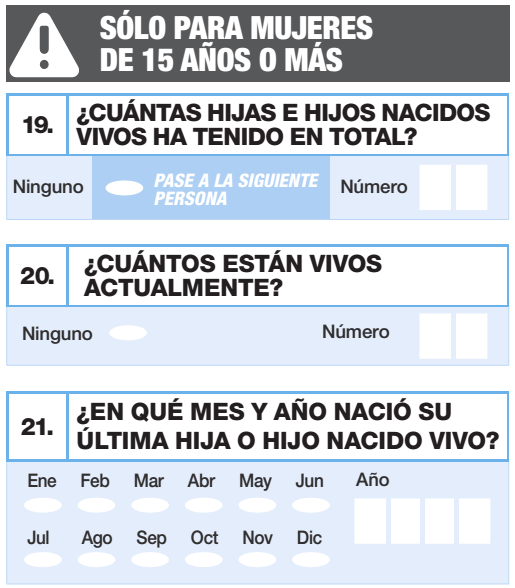 SÓLO PARA MUJERES
DE 15 AÑOS O MÁS
19. ¿CUÁNTAS HIJAS E HIJOS NACIDOS
VIVOS HA TENIDO EN TOTAL?
Ninguno PASE A LA SIGUIENTE
PERSONA Número
20. ¿CUÁNTOS ESTÁN VIVOS
ACTUALMENTE?
Ninguno Número
21. ¿EN QUÉ MES Y AÑO NACIÓ SU
ÚLTIMA HIJA O HIJO NACIDO VIVO?
Ene Feb Mar Abr May Jun Año
Jul Ago Sep Oct Nov Dic